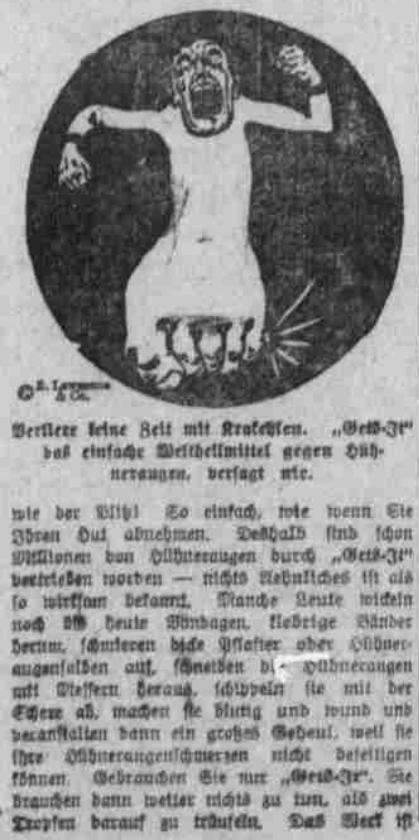 © E. Lawrence
& Co.
Verliere keine Zeit mit Krakehlen. „Gets-It“
das einfache Weltheilmittel gegen Hüh-
neraugen, versagt nie.
wie der Blitz! So einfach, wie wenn Sie
Ihren Hut abnehmen. Deshalb sind schon
Millionen von Hühneraugen durch „Gets-It“
vertrieben worden — nichts Aehnliches ist als
so wirksam bekannt. Manche Leute wickeln
noch bis heute Bandagen, klebrige Bänder
herum, schmieren dicke Pflaster oder Hühner-
augensalben auf, schneiden die Hühneraugen
mit Messern heraus, schippeln sie mit der
Schere ab, machen sie blutig und wund und
veranstalten dann ein großes Geheul, weil sie
ihre Hühneraugenschmerzen nicht beseitigen
können. Gebrauchen Sie nur „Gets-It“. Sie
brauchen dann weiter nichts zu tun, als zwei
Tropfen darauf zu träufeln. Das Werk ist